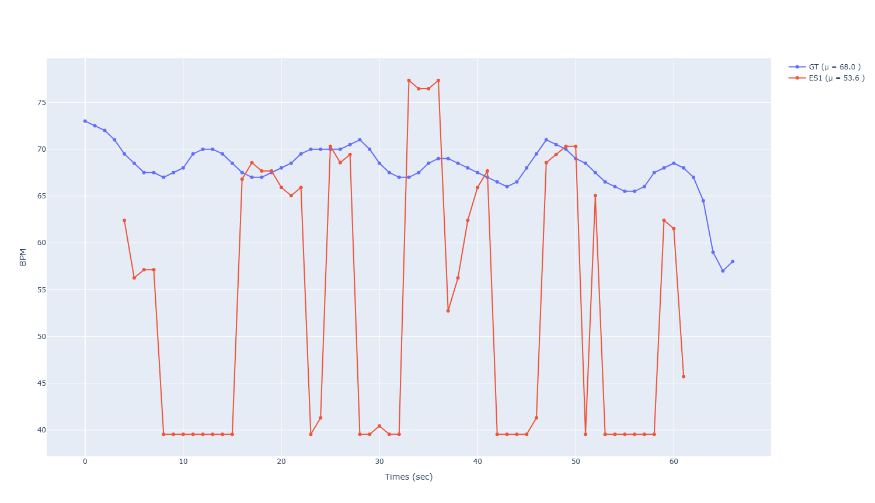 GT (μ = 68.0 )
ES1 (μ = 53.6 )
BPM
75
70
65
60
55
50
45
40
0 10 20 30 40 50 60
Times (sec)